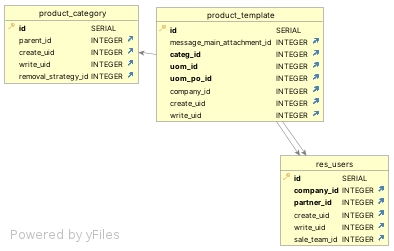 product_category
id SERIAL
parent_id INTEGER
create_uid INTEGER
write_uid INTEGER
removal_strategy_id INTEGER
product_template
id SERIAL
message_main_attachment_id INTEGER
categ_id INTEGER
uom_id INTEGER
uom_po_id INTEGER
company_id INTEGER
create_uid INTEGER
write_uid INTEGER
res_users
id SERIAL
company_id INTEGER
partner_id INTEGER
create_uid INTEGER
write_uid INTEGER
sale_team_id INTEGER
Powered by yFiles